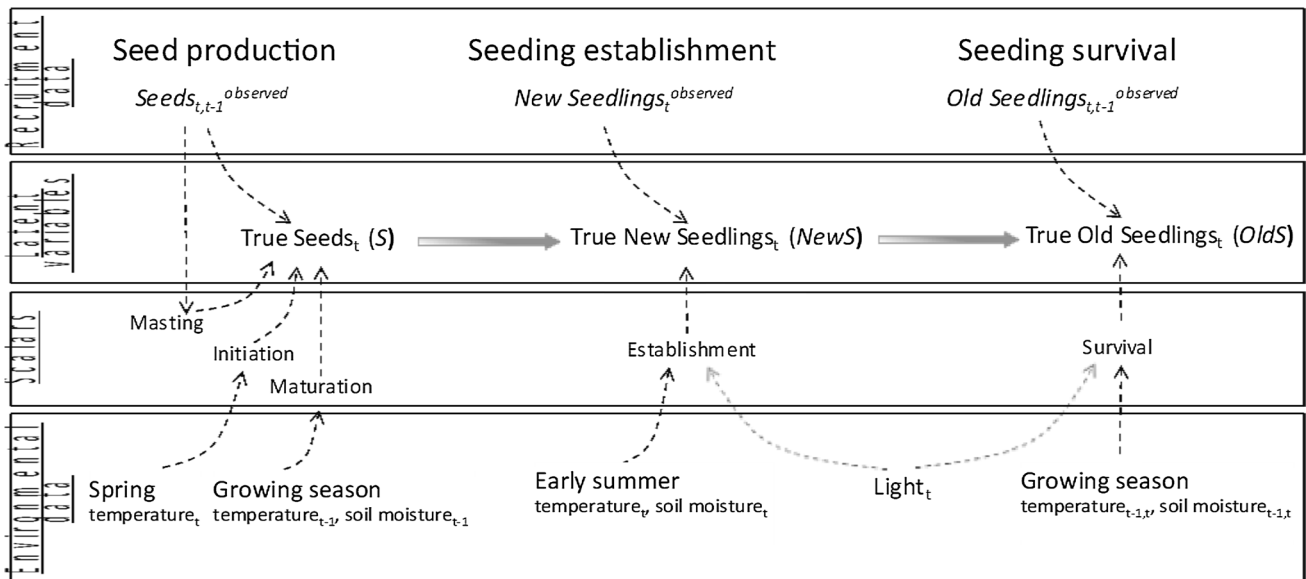 Recruitment
data
Seed production
Seeding establishment
Seeding survival
Seeds t,t-1 observed
New Seedlings t observed
Old Seedlings t,t-1 observed
Latent
variables
True Seeds t (S)
True New Seedlings t (NewS)
True Old Seedlings t (OldS)
Scalars
Masting
Initiation
Maturation
Establishment
Survival
Environmental
data
Spring
temperature t
Growing season
temperature t-1, soil moisture t-1
Early summer
temperature t, soil moisture t
Light t
Growing season
temperature t-1,t, soil moisture t-1,t